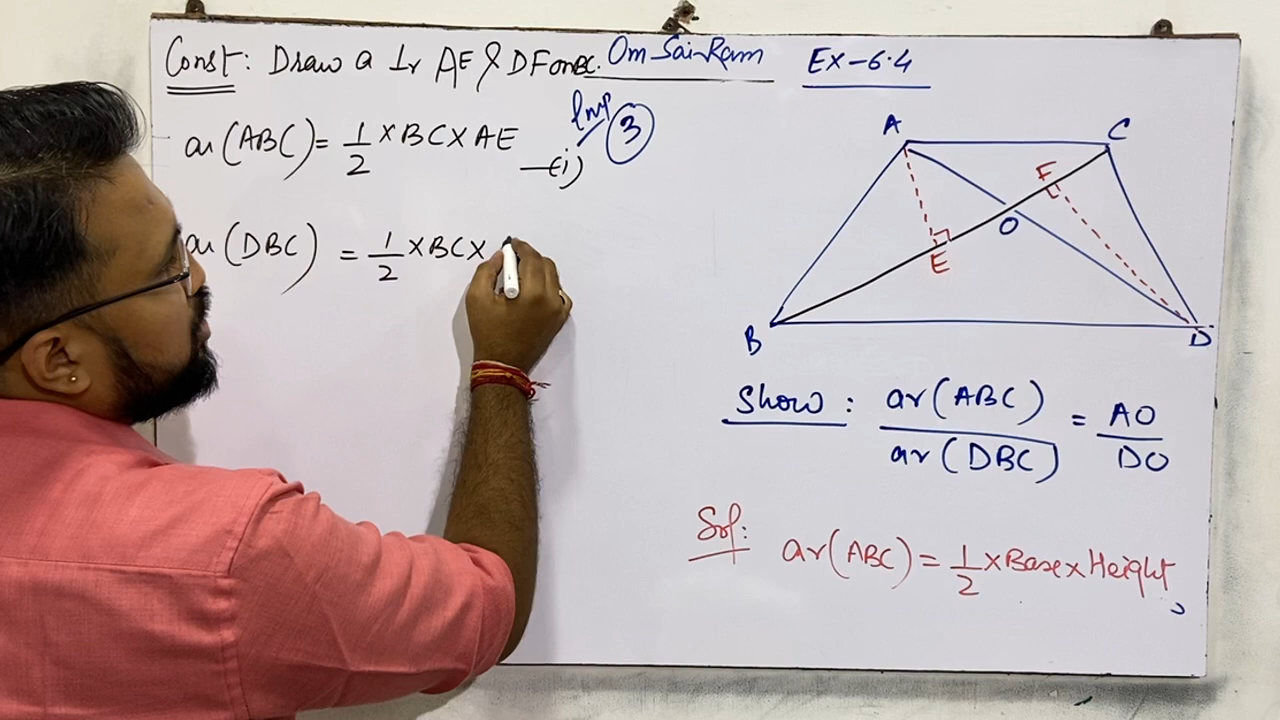 Const: Draw a ⊥r AE & DF on BC.
Om Sai Ram
Ex-6.4
Imp 3
ar(ABC) = 1/2 × BC × AE —(i)
ar(DBC) = 1/2 × BC ×
A
C
F
O
E
B
D
Show: ar(ABC)/ar(DBC) = AO/DO
Sol: ar(ABC) = 1/2 × Base × Height